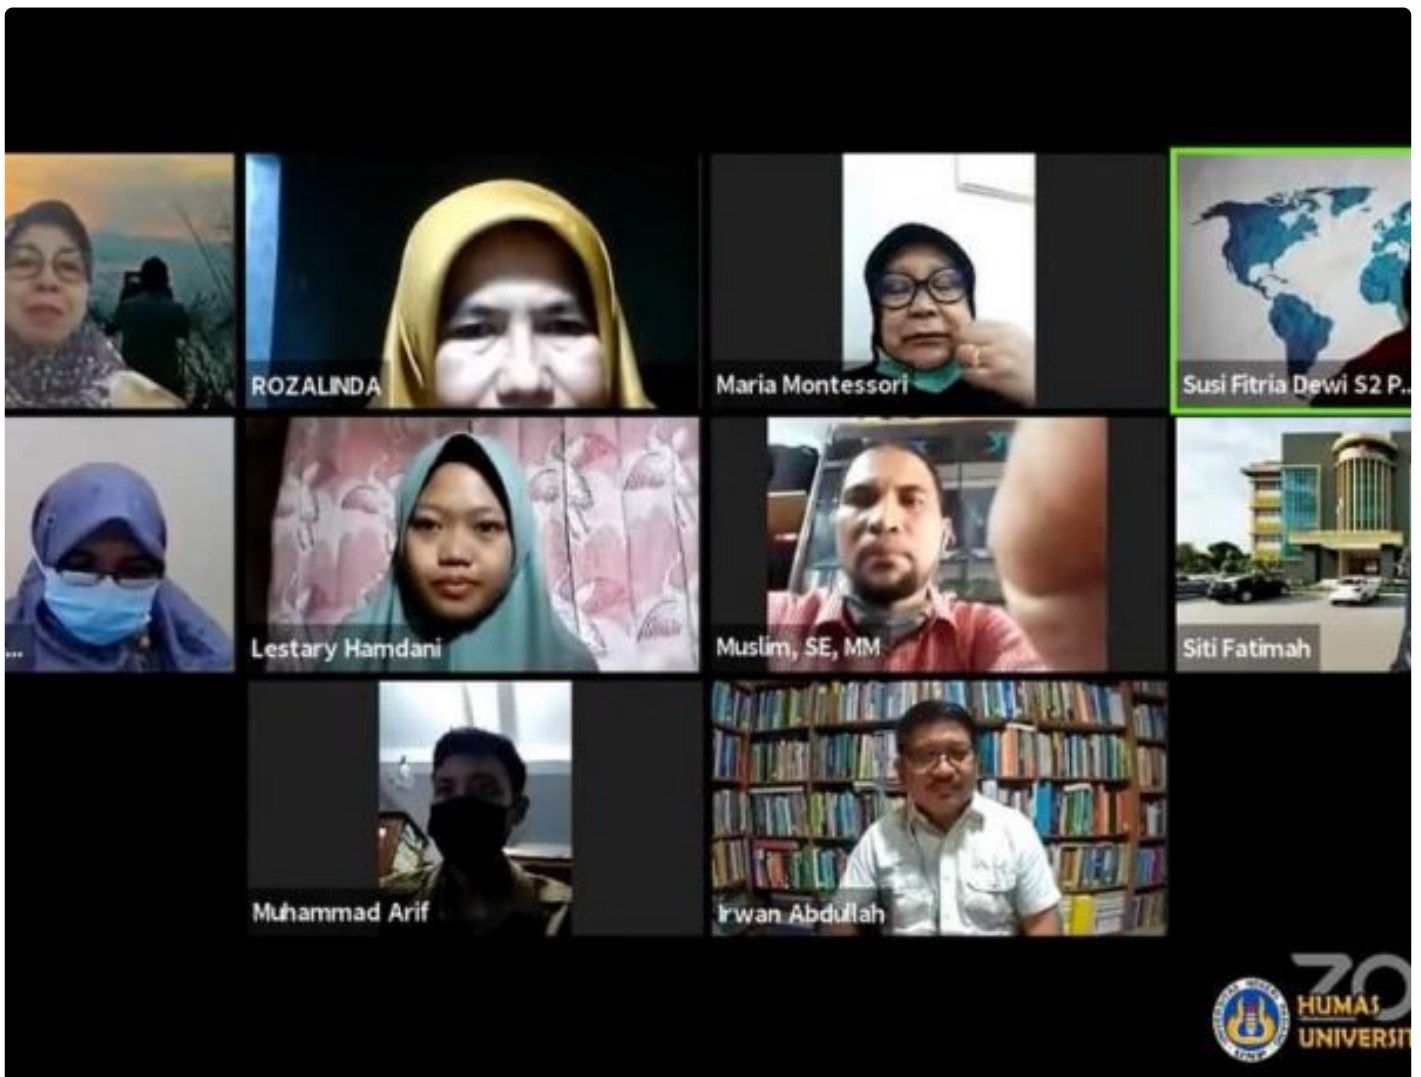 ROZALINDA
Maria Montessori
Susi Fitria Dewi S2 P...
...
Lestary Hamdani
Muslim, SE, MM
Siti Fatimah
Muhammad Arif
Irwan Abdullah
HUMAS